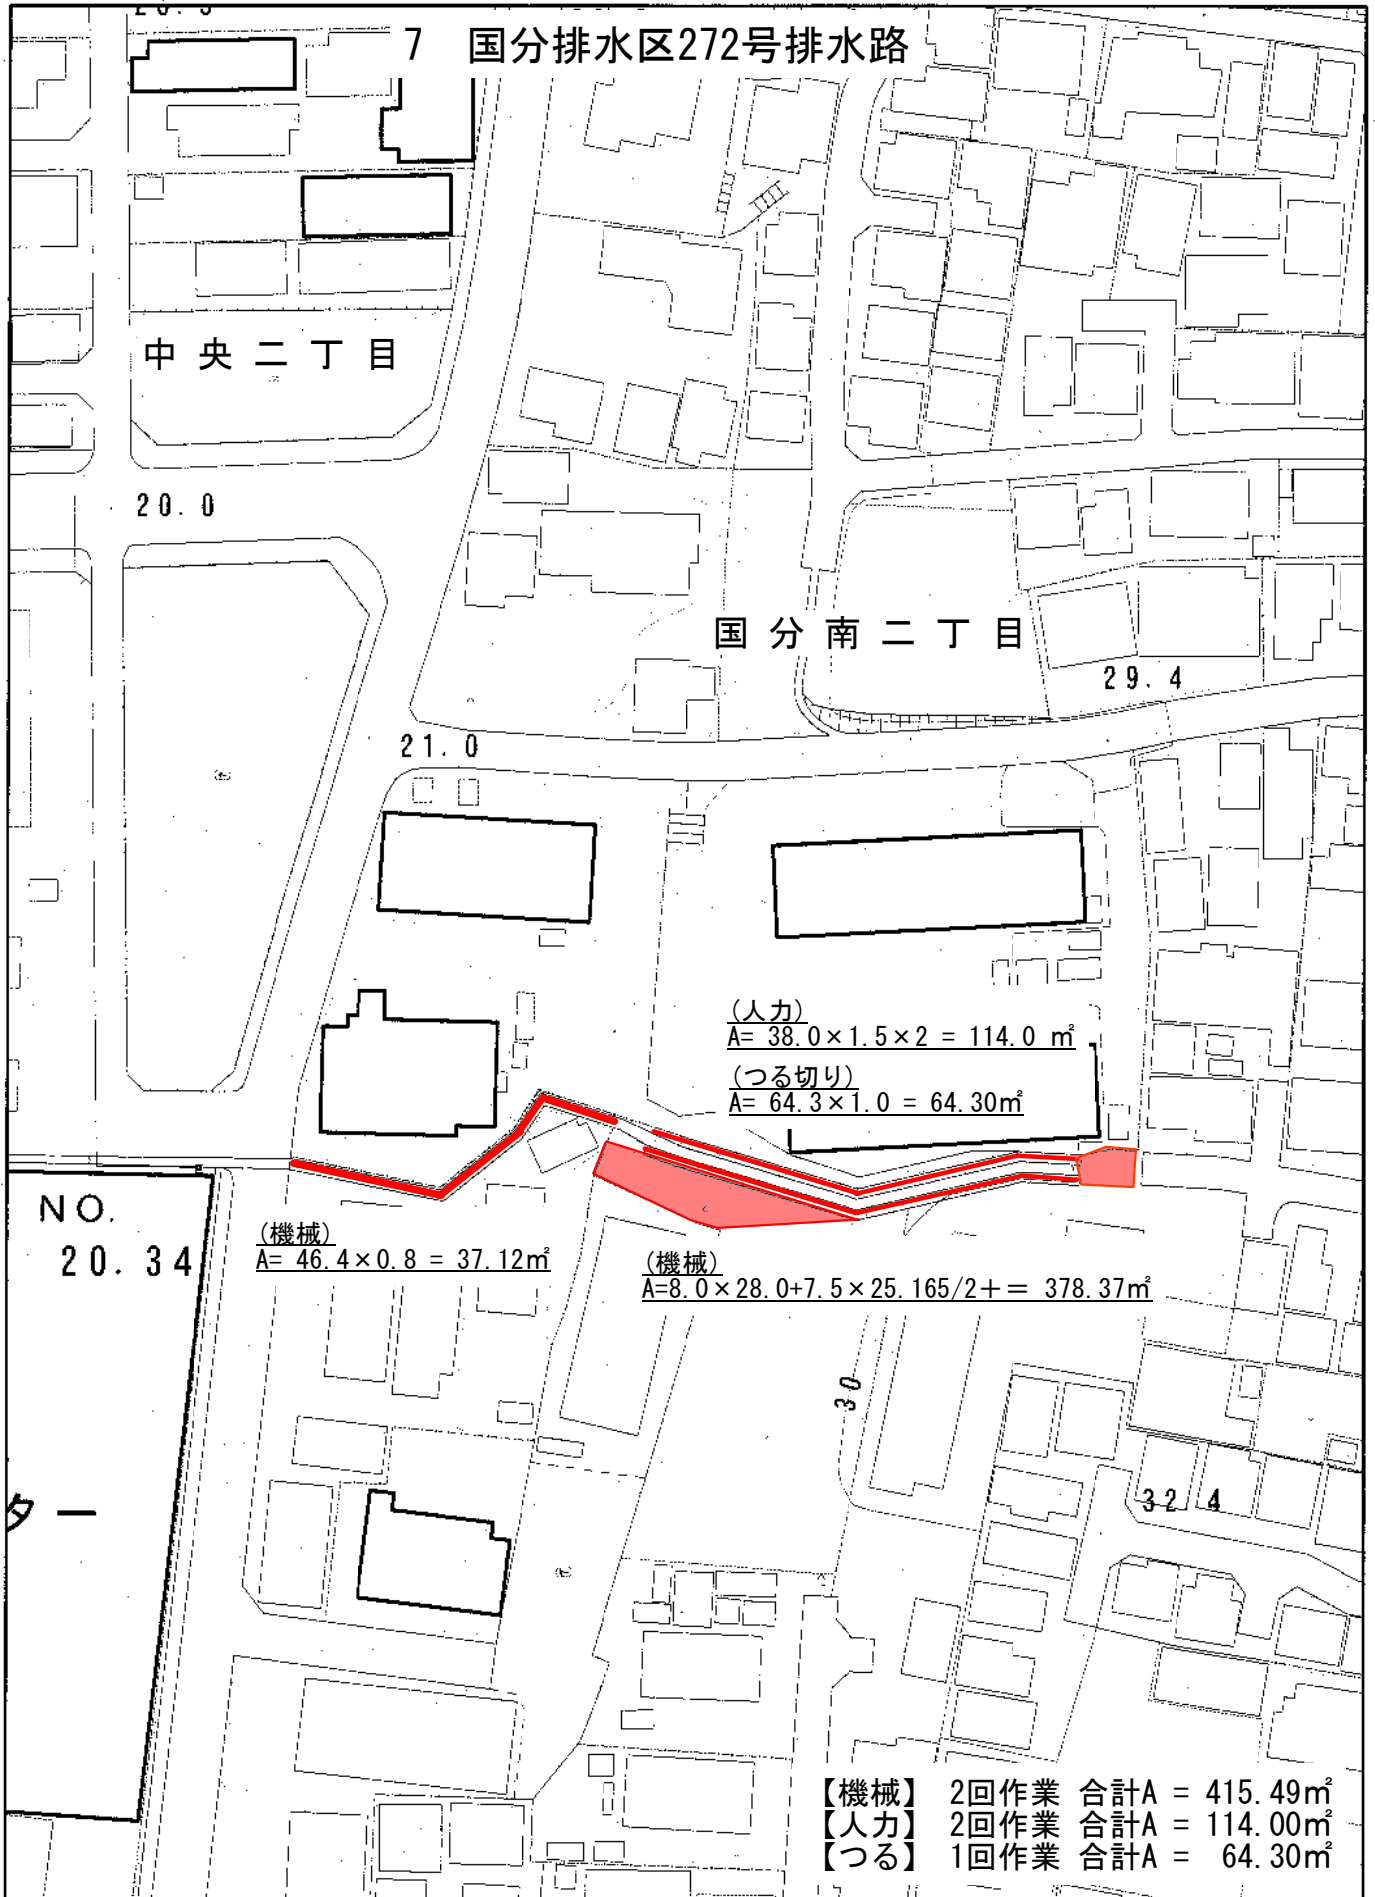 7 国分排水区272号排水路
中央二丁目
20.0
国分南二丁目
29.4
21.0
(人力)
A= 38.0×1.5×2 = 114.0 ㎡
(つる切り)
A= 64.3×1.0 = 64.30㎡
NO.
20.34
(機械)
A= 46.4×0.8 = 37.12㎡
(機械)
A=8.0×28.0+7.5×25.165/2+= 378.37㎡
30
32.4
ター
【機械】 2回作業 合計A = 415.49㎡
【人力】 2回作業 合計A = 114.00㎡
【つる】 1回作業 合計A = 64.30㎡